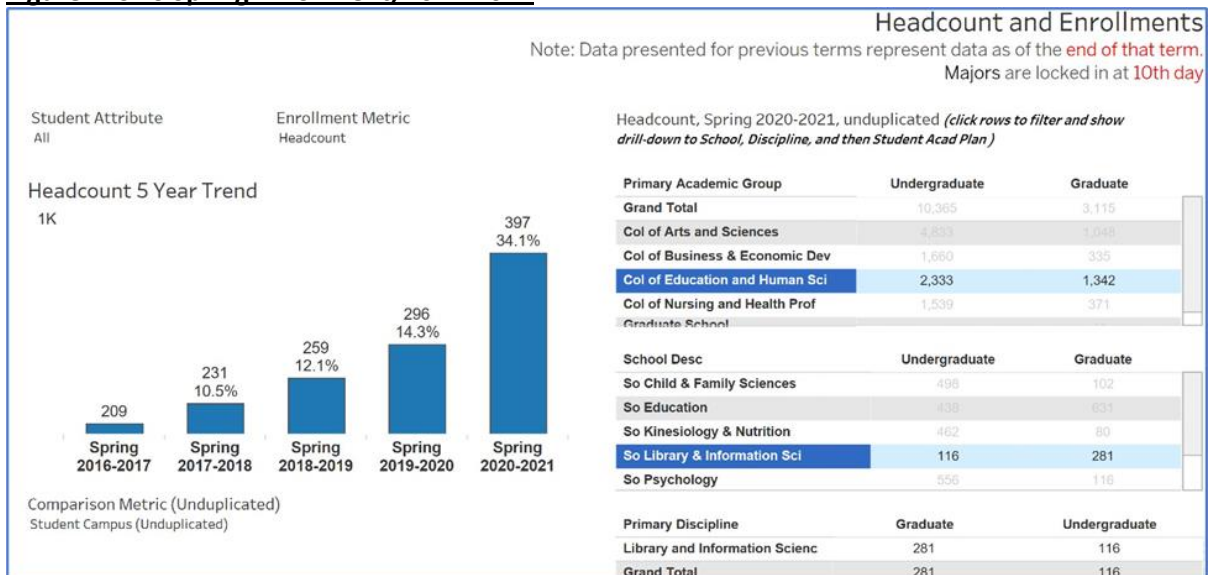 Headcount and Enrollments
Note: Data presented for previous terms represent data as of the end of that term.
Majors are locked in at 10th day
Student Attribute
All
Enrollment Metric
Headcount
Headcount 5 Year Trend
1K
209
231
10.5%
259
12.1%
296
14.3%
397
34.1%
Spring 2016-2017
Spring 2017-2018
Spring 2018-2019
Spring 2019-2020
Spring 2020-2021
Comparison Metric (Unduplicated)
Student Campus (Unduplicated)
Headcount, Spring 2020-2021, unduplicated (click rows to filter and show
drill-down to School, Discipline, and then Student Acad Plan )
Primary Academic Group Undergraduate Graduate
Grand Total 10,365 3,115
Col of Arts and Sciences 4,833 1,048
Col of Business & Economic Dev 1,660 335
Col of Education and Human Sci 2,333 1,342
Col of Nursing and Health Prof 1,539 371
Graduate School
School Desc Undergraduate Graduate
So Child & Family Sciences 498 102
So Education 438 631
So Kinesiology & Nutrition 462 80
So Library & Information Sci 116 281
So Psychology 556 116
Primary Discipline Graduate Undergraduate
Library and Information Scienc 281 116
Grand Total 281 116